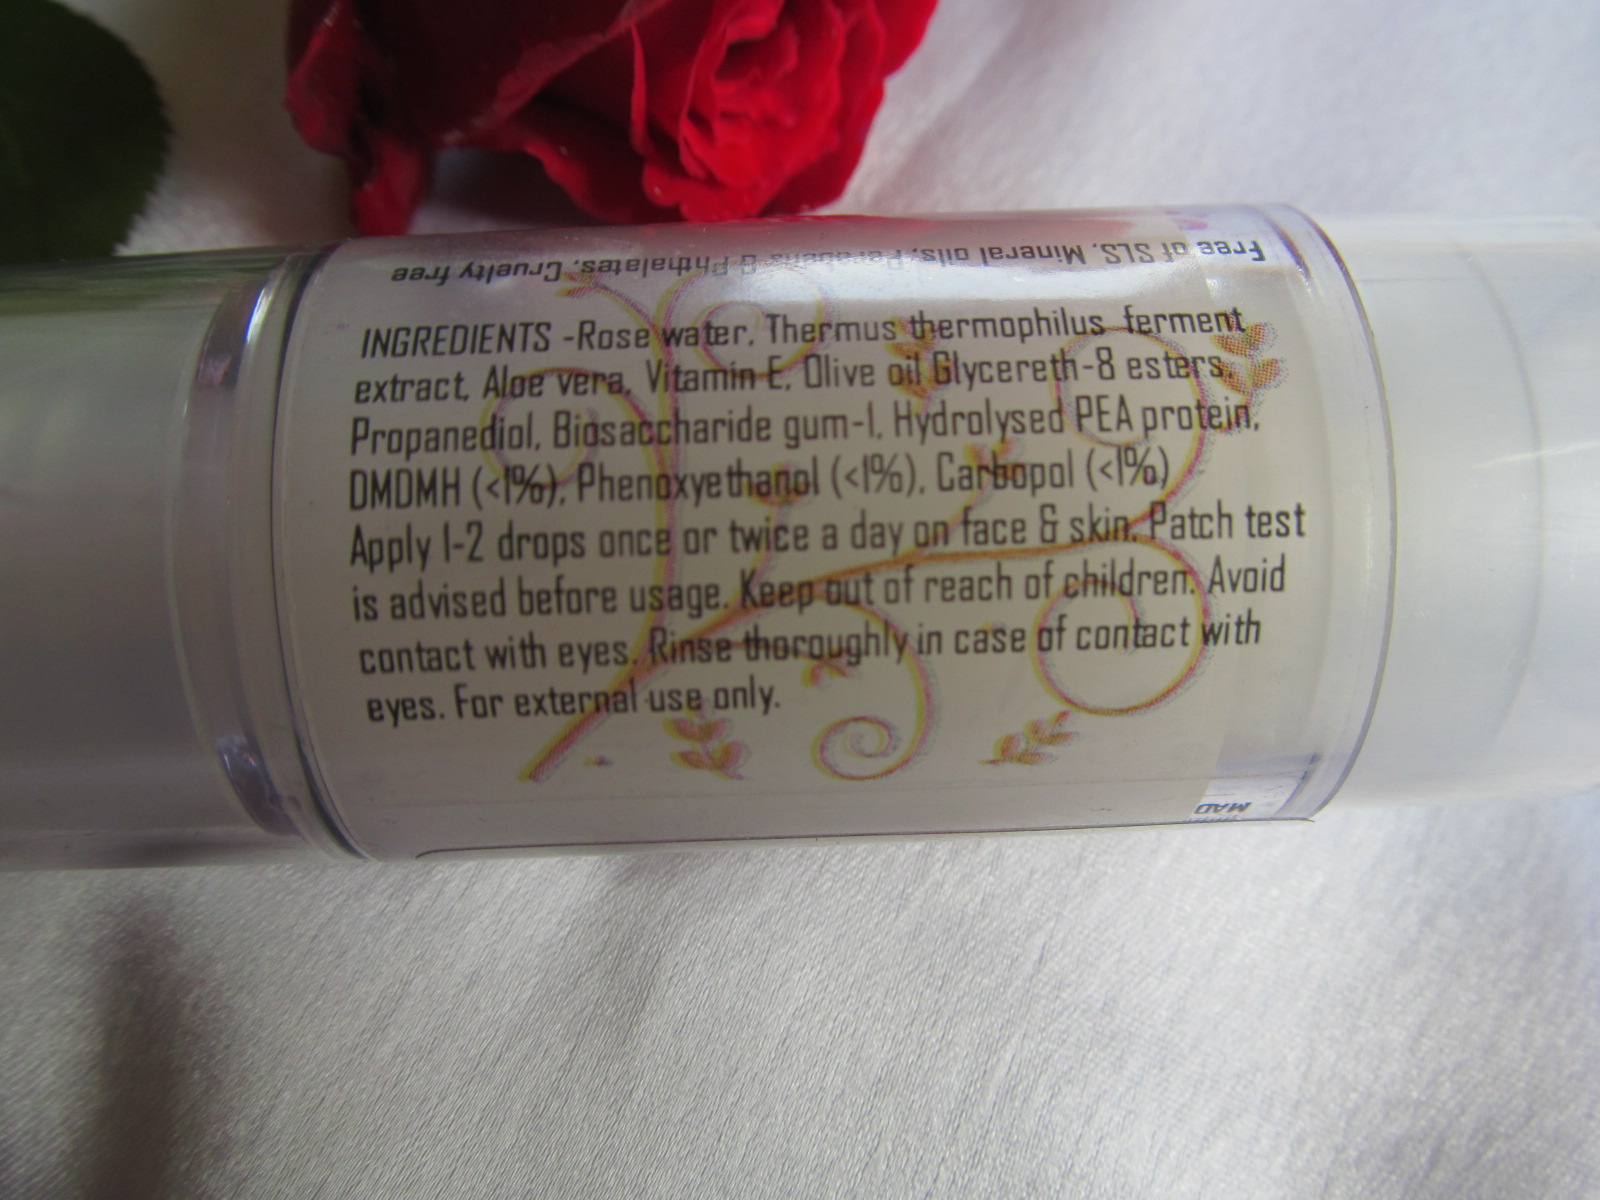 Free of SLS, Mineral oils, Parabens & Phthalates, Cruelty free
INGREDIENTS -Rose water, Thermus thermophilus ferment
extract, Aloe vera, Vitamin E, Olive oil Glycereth-8 esters,
Propanediol, Biosaccharide gum-1, Hydrolysed PEA protein,
DMDMH (<1%), Phenoxyethanol (<1%), Carbopol (<1%)
Apply 1-2 drops once or twice a day on face & skin. Patch test
is advised before usage. Keep out of reach of children. Avoid
contact with eyes. Rinse thoroughly in case of contact with
eyes. For external use only.
MAD